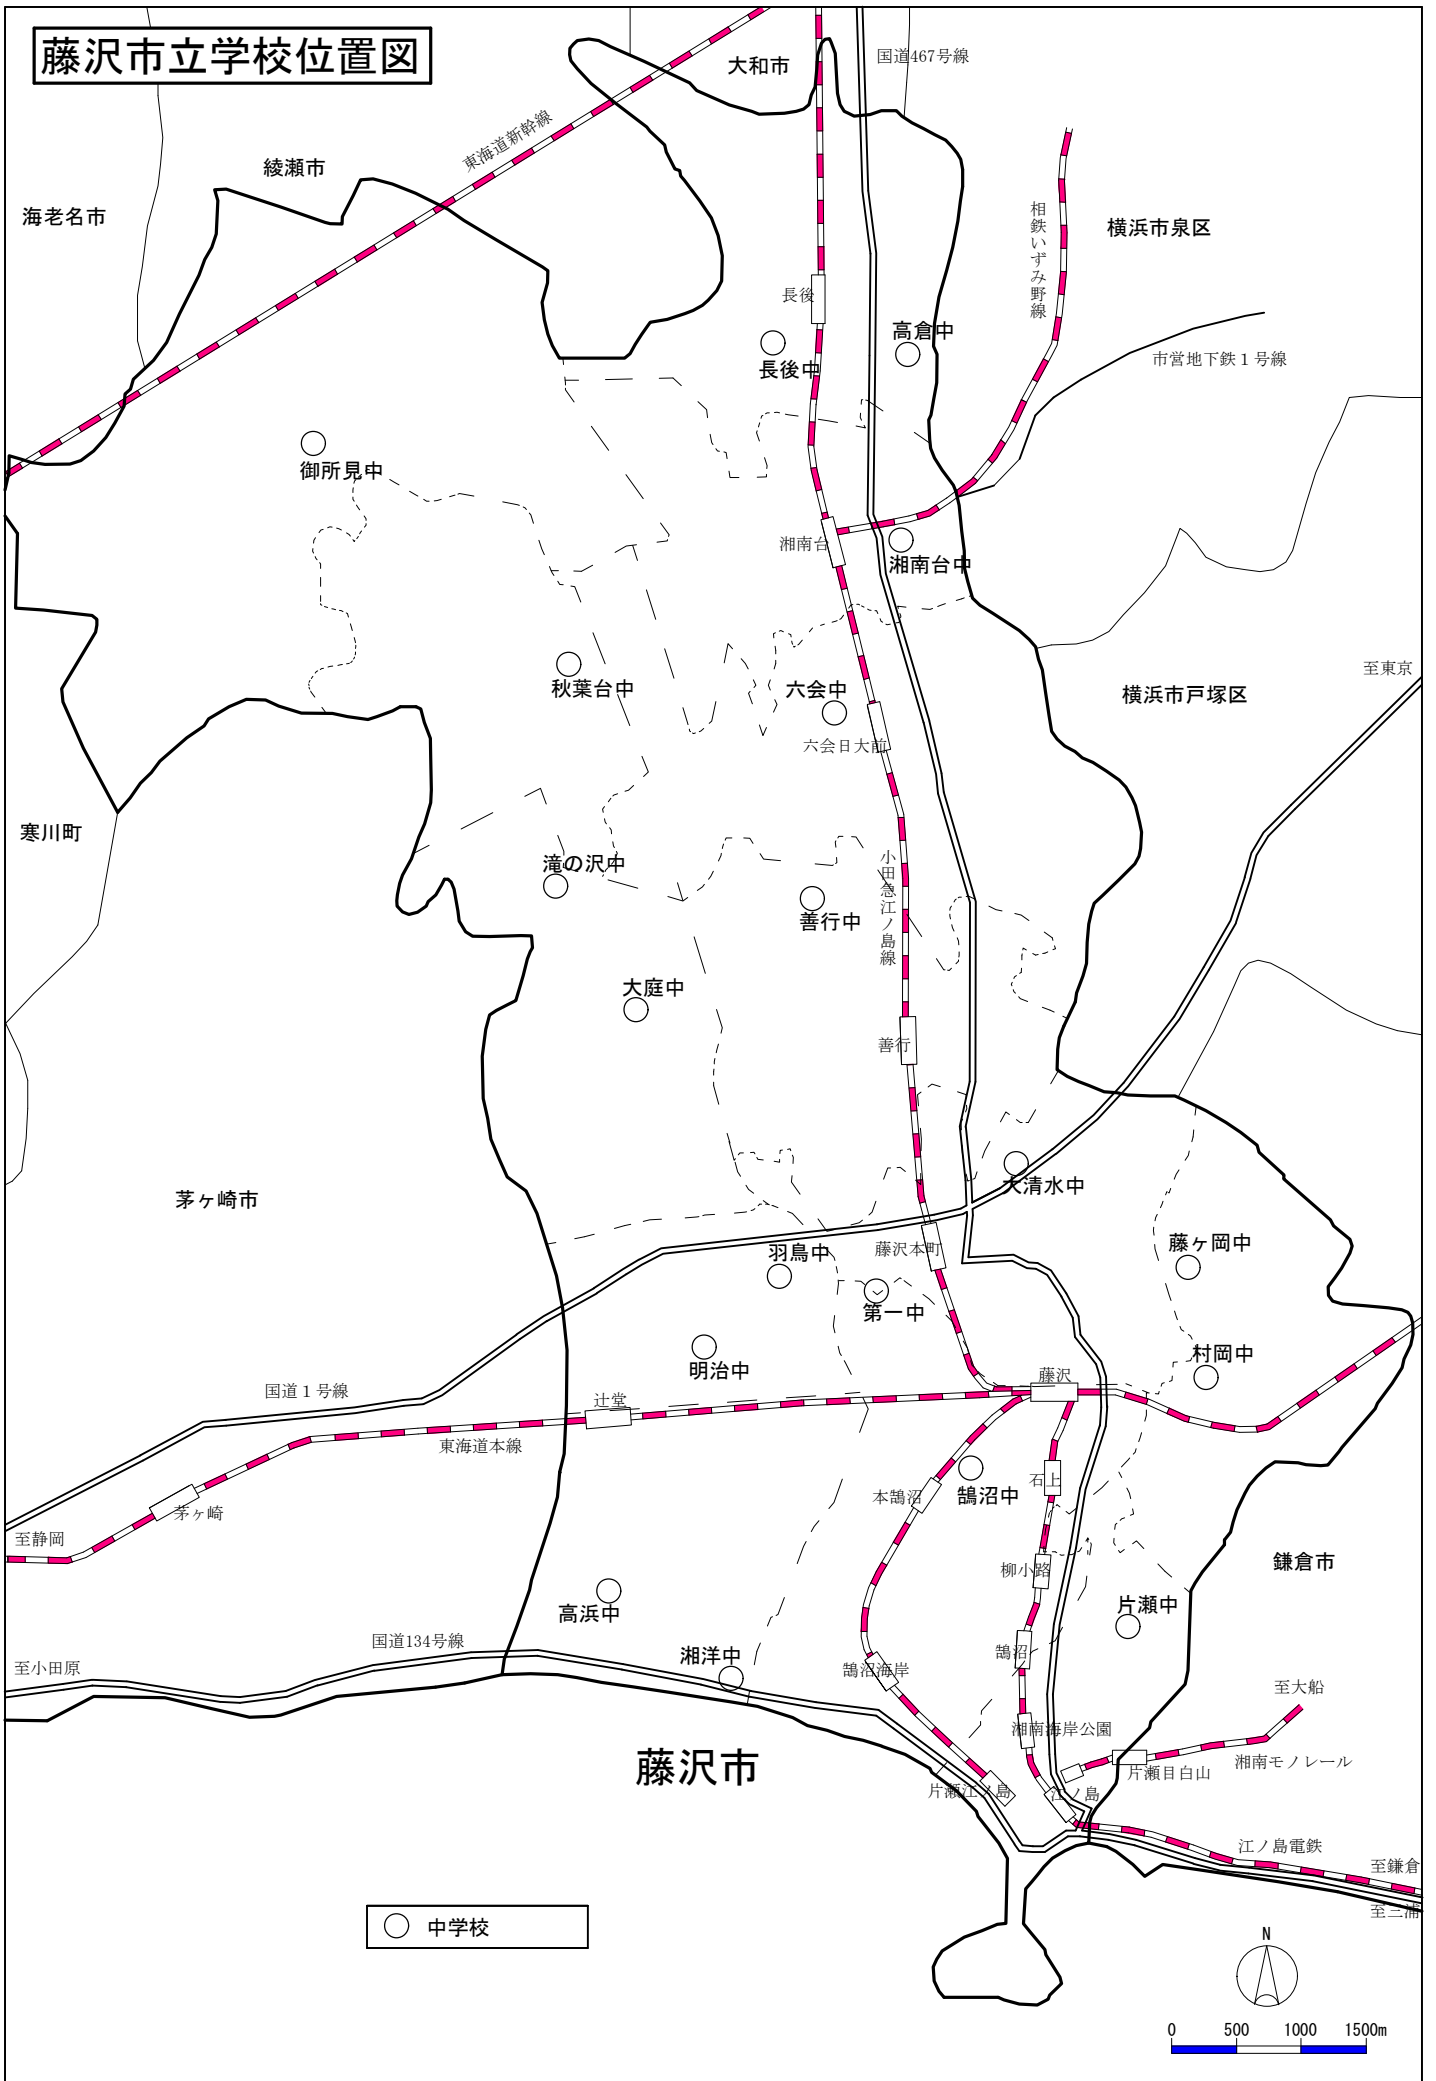 藤沢市立学校位置図
大和市
国道467号線
東海道新幹線
綾瀬市
海老名市
相鉄いずみ野線
横浜市泉区
長後
高倉中
長後中
市営地下鉄１号線
御所見中
湘南台
湘南台中
至東京
秋葉台中
六会中
横浜市戸塚区
六会日大前
寒川町
小田急江ノ島線
滝の沢中
善行中
大庭中
善行
大清水中
茅ヶ崎市
藤沢本町
羽鳥中
藤ヶ岡中
第一中
明治中
村岡中
藤沢
国道１号線
辻堂
東海道本線
石上
本鵠沼
鵠沼中
茅ヶ崎
至静岡
柳小路
鎌倉市
高浜中
片瀬中
国道134号線
湘洋中
鵠沼
至小田原
鵠沼海岸
至大船
湘南海岸公園
藤沢市
湘南モノレール
片瀬目白山
片瀬江ノ島
江ノ島
江ノ島電鉄
至鎌倉
至三浦
中学校
N
0 500 1000 1500m